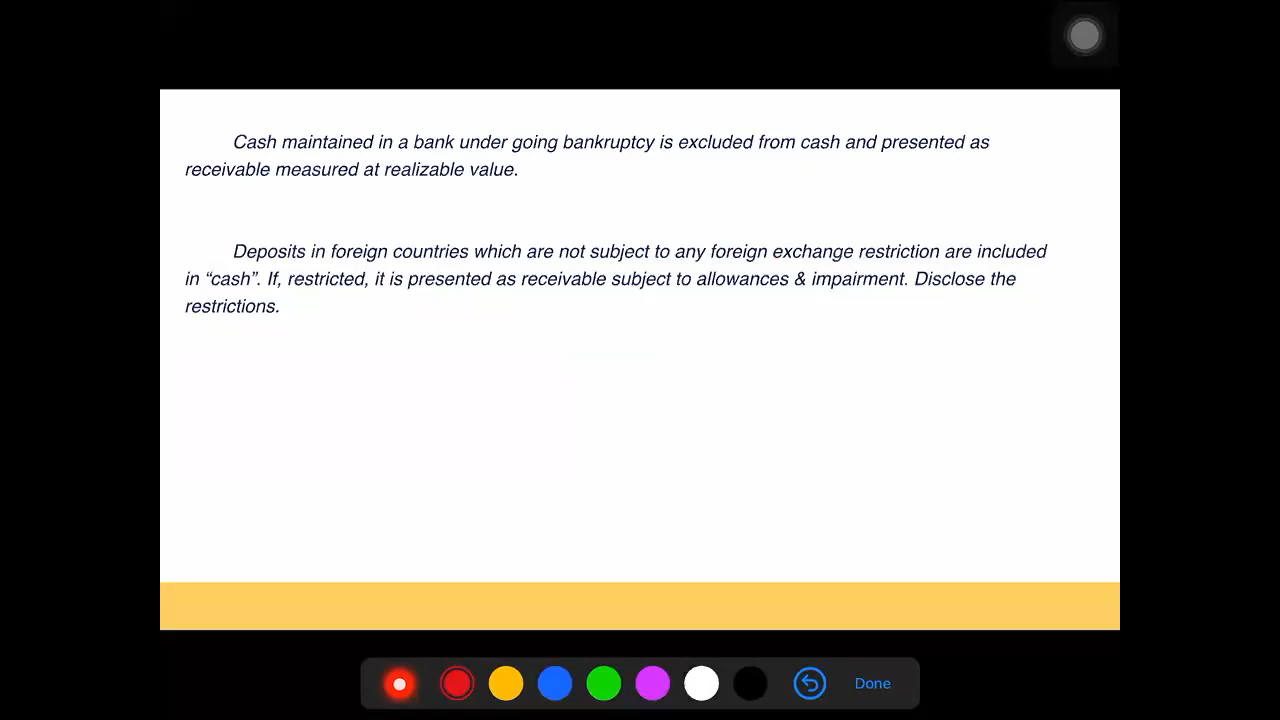 Cash maintained in a bank under going bankruptcy is excluded from cash and presented as
receivable measured at realizable value.
Deposits in foreign countries which are not subject to any foreign exchange restriction are included
in “cash”. If, restricted, it is presented as receivable subject to allowances & impairment. Disclose the
restrictions.
Done